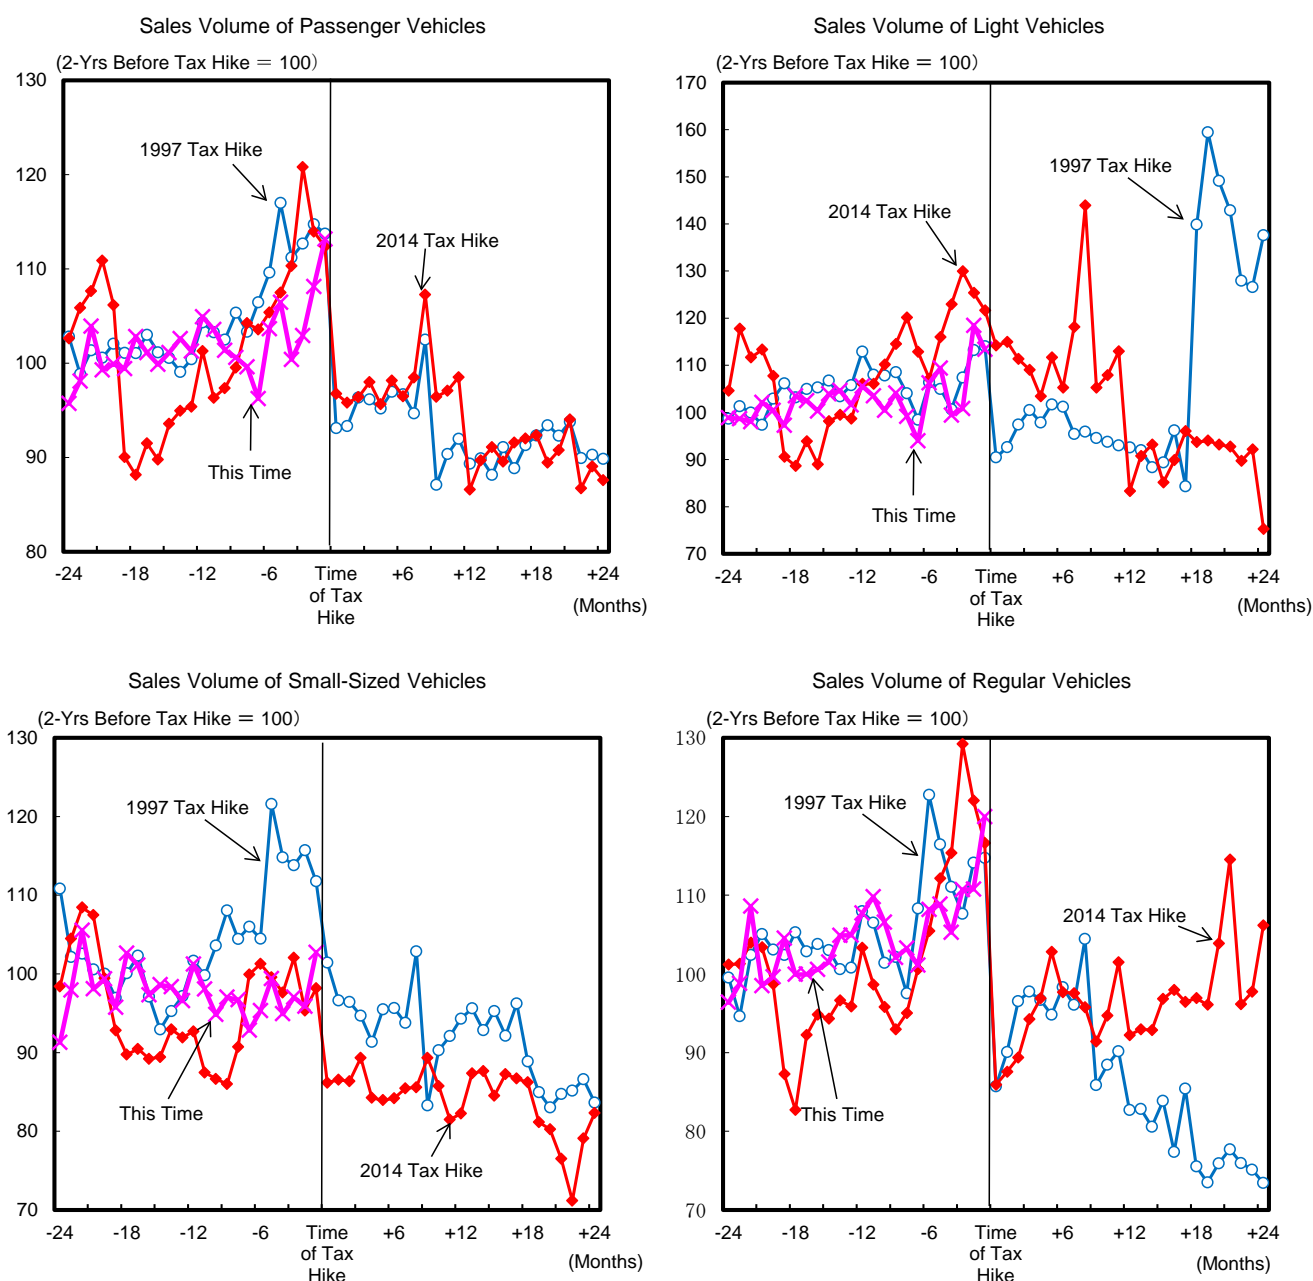 Sales Volume of Passenger Vehicles
(2-Yrs Before Tax Hike = 100)
130
120
110
100
90
80
1997 Tax Hike
2014 Tax Hike
This Time
-24 -18 -12 -6 Time +6 +12 +18 +24
of Tax
Hike
(Months)
Sales Volume of Light Vehicles
(2-Yrs Before Tax Hike = 100)
170
160
150
140
130
120
110
100
90
80
70
1997 Tax Hike
2014 Tax Hike
This Time
-24 -18 -12 -6 Time +6 +12 +18 +24
of Tax
Hike
(Months)
Sales Volume of Small-Sized Vehicles
(2-Yrs Before Tax Hike = 100)
130
120
110
100
90
80
70
1997 Tax Hike
This Time
2014 Tax Hike
-24 -18 -12 -6 Time +6 +12 +18 +24
of Tax
Hike
(Months)
Sales Volume of Regular Vehicles
(2-Yrs Before Tax Hike = 100)
130
120
110
100
90
80
70
1997 Tax Hike
2014 Tax Hike
This Time
-24 -18 -12 -6 Time +6 +12 +18 +24
of Tax
Hike
(Months)